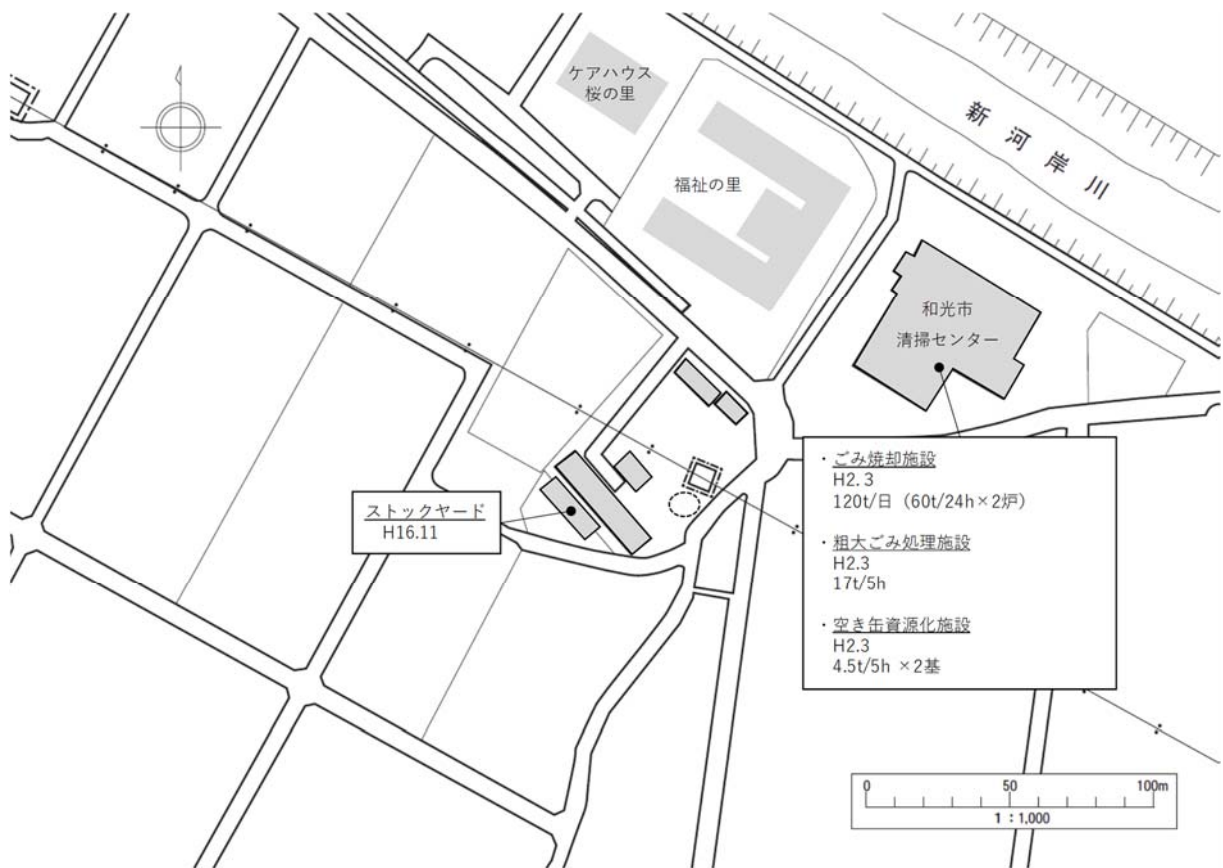 ケアハウス
桜の里
福祉の里
新河岸川
和光市
清掃センター
ストックヤード
H16.11
・ごみ焼却施設
H2.3
120t/日（60t/24h×2炉）
・粗大ごみ処理施設
H2.3
17t/5h
・空き缶資源化施設
H2.3
4.5t/5h ×2基
0 50 100m
1：1,000